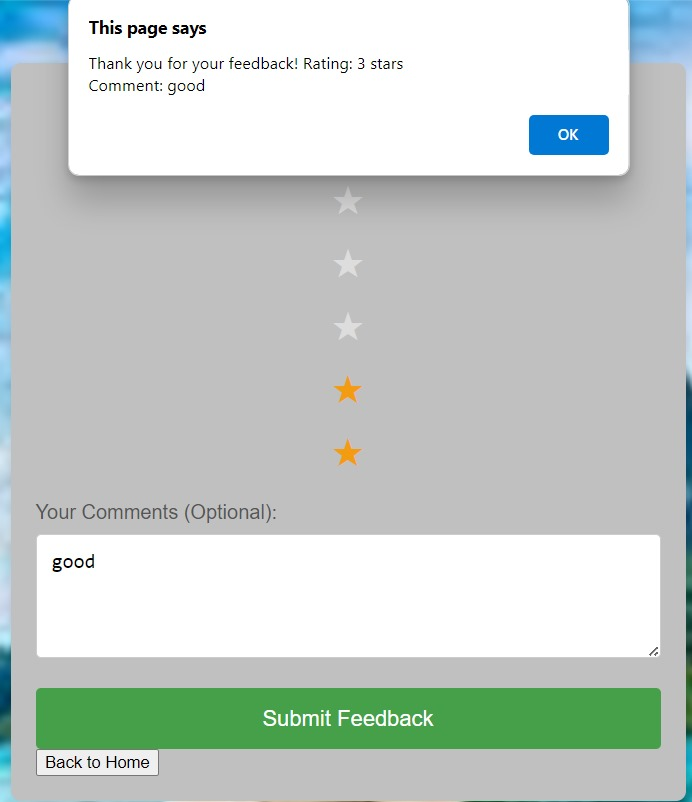 This page says
Thank you for your feedback! Rating: 3 stars
Comment: good
OK
Your Comments (Optional):
good
Submit Feedback
Back to Home